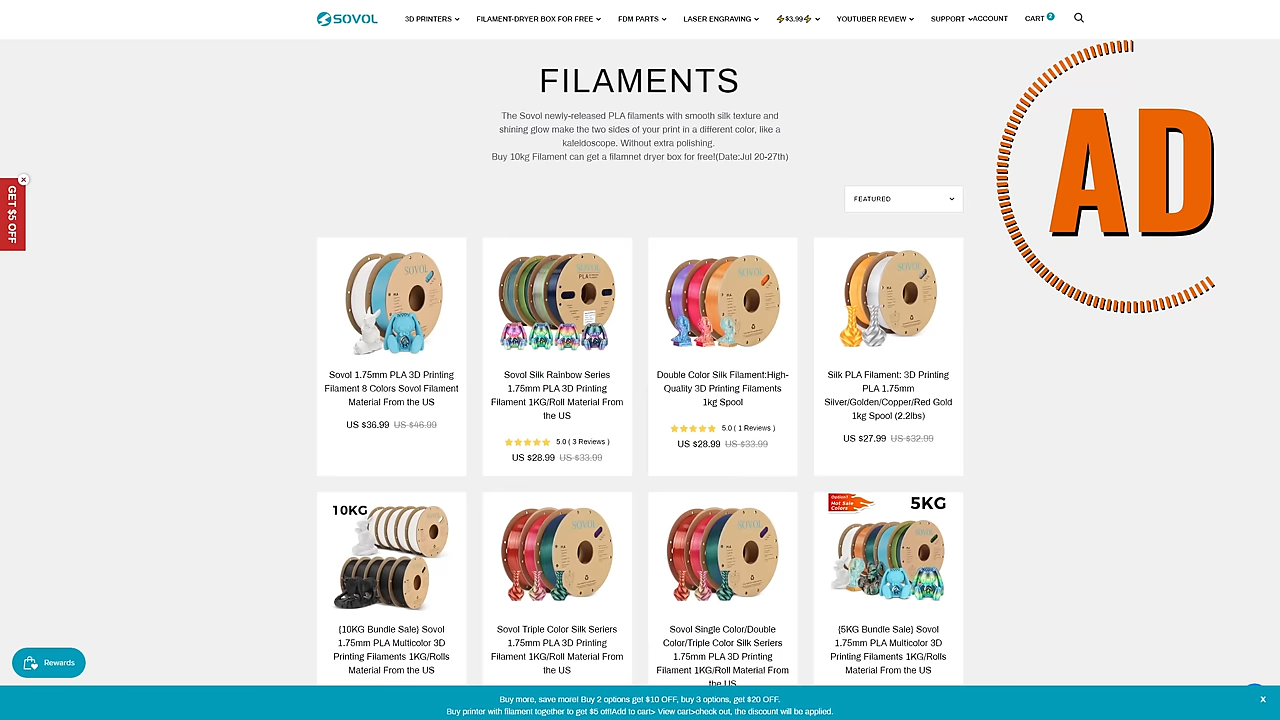 SOVOL
3D PRINTERS
FILAMENT-DRYER BOX FOR FREE
FDM PARTS
LASER ENGRAVING
⚡$3.99⚡
YOUTUBER REVIEW
SUPPORT
ACCOUNT
CART 2
FILAMENTS
The Sovol newly-released PLA filaments with smooth silk texture and
shining glow make the two sides of your print in a different color, like a
kaleidoscope. Without extra polishing.
Buy 10kg Filament can get a filamnet dryer box for free!(Date:Jul 20-27th)
AD
GET $5 OFF
FEATURED
SOVOL
SOVOL
PLA
SOVOL
SOVOL
Sovol 1.75mm PLA 3D Printing
Filament 8 Colors Sovol Filament
Material From the US
US $36.99 US $46.99
Sovol Silk Rainbow Series
1.75mm PLA 3D Printing
Filament 1KG/Roll Material From
the US
5.0 ( 3 Reviews )
US $28.99 US $33.99
Double Color Silk Filament:High-
Quality 3D Printing Filaments
1kg Spool
5.0 ( 1 Reviews )
US $28.99 US $33.99
Silk PLA Filament: 3D Printing
PLA 1.75mm
Silver/Golden/Copper/Red Gold
1kg Spool (2.2lbs)
US $27.99 US $32.99
10KG
SOVOL
SOVOL
Option1
Hot Sale
Colors
5KG
{10KG Bundle Sale} Sovol
1.75mm PLA Multicolor 3D
Printing Filaments 1KG/Rolls
Material From the US
Sovol Triple Color Silk Seriers
1.75mm PLA 3D Printing
Filament 1KG/Roll Material From
the US
Sovol Single Color/Double
Color/Triple Color Silk Seriers
1.75mm PLA 3D Printing
Filament 1KG/Roll Material From
the US
{5KG Bundle Sale} Sovol
1.75mm PLA Multicolor 3D
Printing Filaments 1KG/Rolls
Material From the US
Rewards
Buy more, save more! Buy 2 options get $10 OFF, buy 3 options, get $20 OFF.
Buy printer with filament together to get $5 off!Add to cart> View cart>check out, the discount will be applied.
X